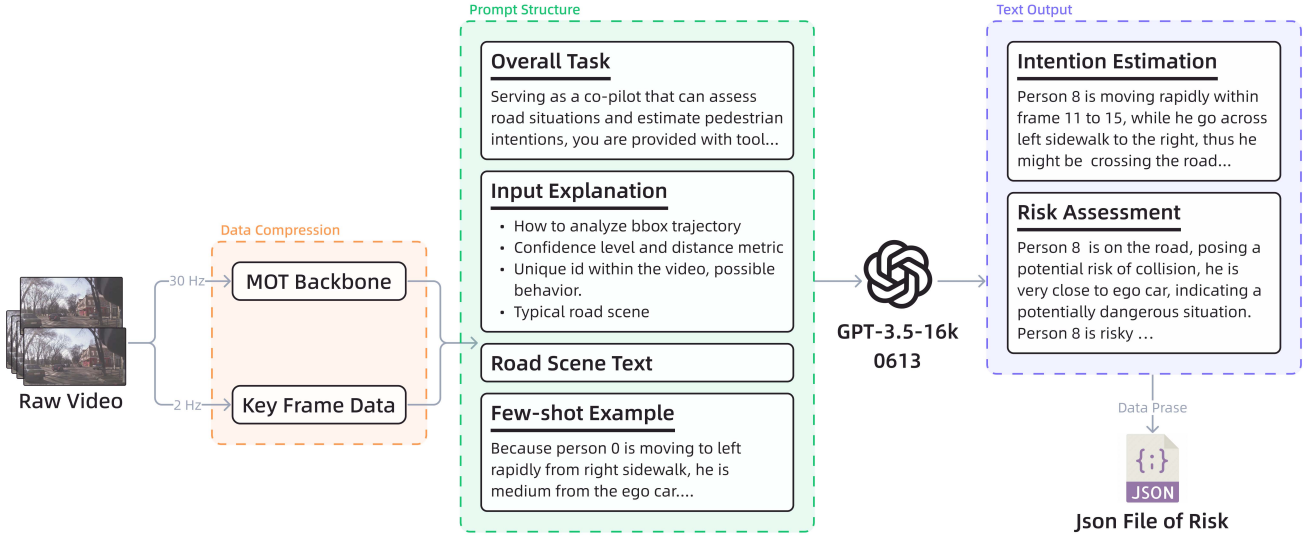 Prompt Structure
Overall Task
Serving as a co-pilot that can assess
road situations and estimate pedestrian
intentions, you are provided with tool...
Input Explanation
• How to analyze bbox trajectory
• Confidence level and distance metric
• Unique id within the video, possible
behavior.
• Typical road scene
Road Scene Text
Few-shot Example
Because person 0 is moving to left
rapidly from right sidewalk, he is
medium from the ego car....
Data Compression
30 Hz
MOT Backbone
2 Hz
Key Frame Data
Raw Video
GPT-3.5-16k
0613
Text Output
Intention Estimation
Person 8 is moving rapidly within
frame 11 to 15, while he go across
left sidewalk to the right, thus he
might be  crossing the road...
Risk Assessment
Person 8  is on the road, posing a
potential risk of collision, he is
very close to ego car, indicating a
potentially dangerous situation.
Person 8 is risky ...
Data Prase
{;}
JSON
Json File of Risk